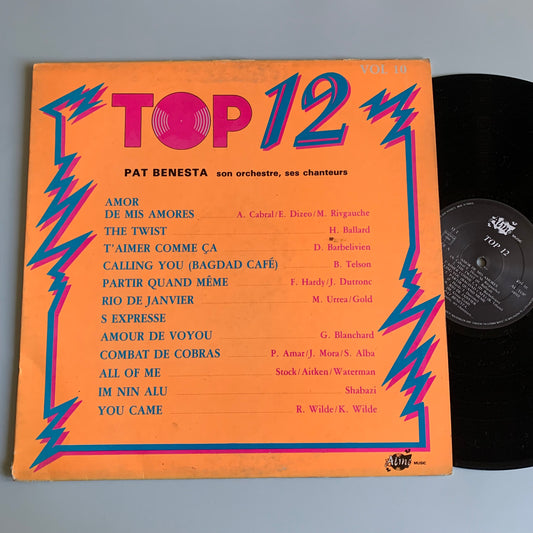 VOL 10
TOP 12
PAT BENESTA son orchestre, ses chanteurs
AMOR
DE MIS AMORES A. Cabral/E. Dizeo/M. Rivgauche
THE TWIST H. Ballard
T'AIMER COMME ÇA D. Barbelivien
CALLING YOU (BAGDAD CAFÉ) B. Telson
PARTIR QUAND MÊME F. Hardy/J. Dutronc
RIO DE JANVIER M. Urtea/Gold
S EXPRESSE
AMOUR DE VOYOU G. Blanchard
COMBAT DE COBRAS P. Amar/J. Mora/S. Alba
ALL OF ME Stock/Aitken/Waterman
IM NIN ALU Shabazi
YOU CAME R. Wilde/K. Wilde
MUSIC
TOP 12